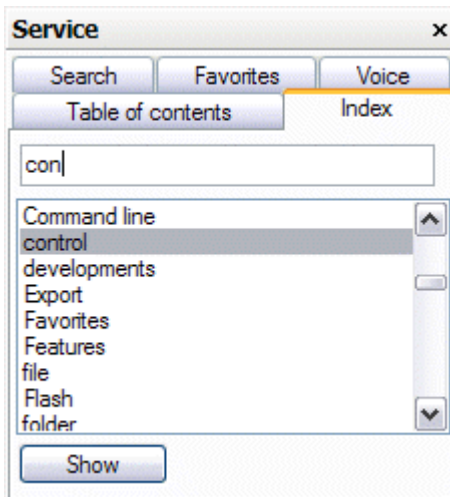 Service
Search Favorites Voice
Table of contents Index
con
Command line
control
developments
Export
Favorites
Features
file
Flash
folder
Show